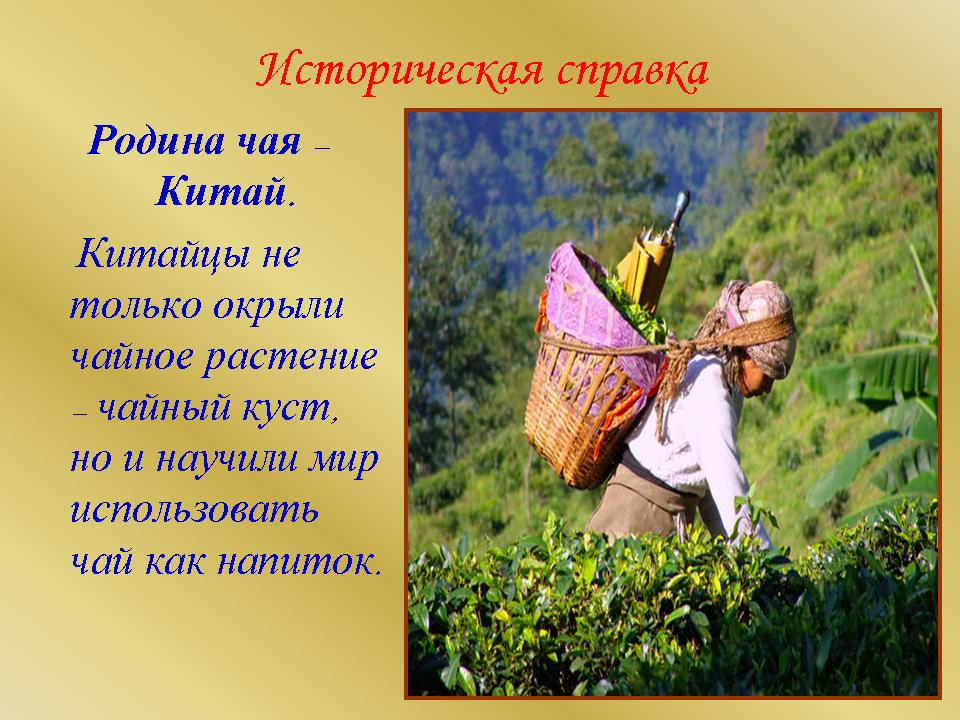 Историческая справка
Родина чая –
Китай.
Китайцы не
только окрыли
чайное растение
– чайный куст,
но и научили мир
использовать
чай как напиток.